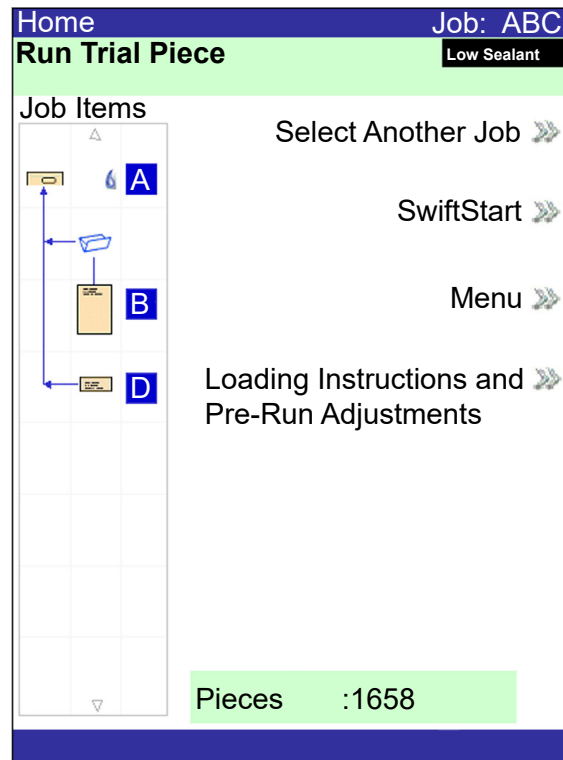 Home Job: ABC
Run Trial Piece Low Sealant
Job Items
Select Another Job
A
SwiftStart
B
Menu
D
Loading Instructions and
Pre-Run Adjustments
Pieces :1658